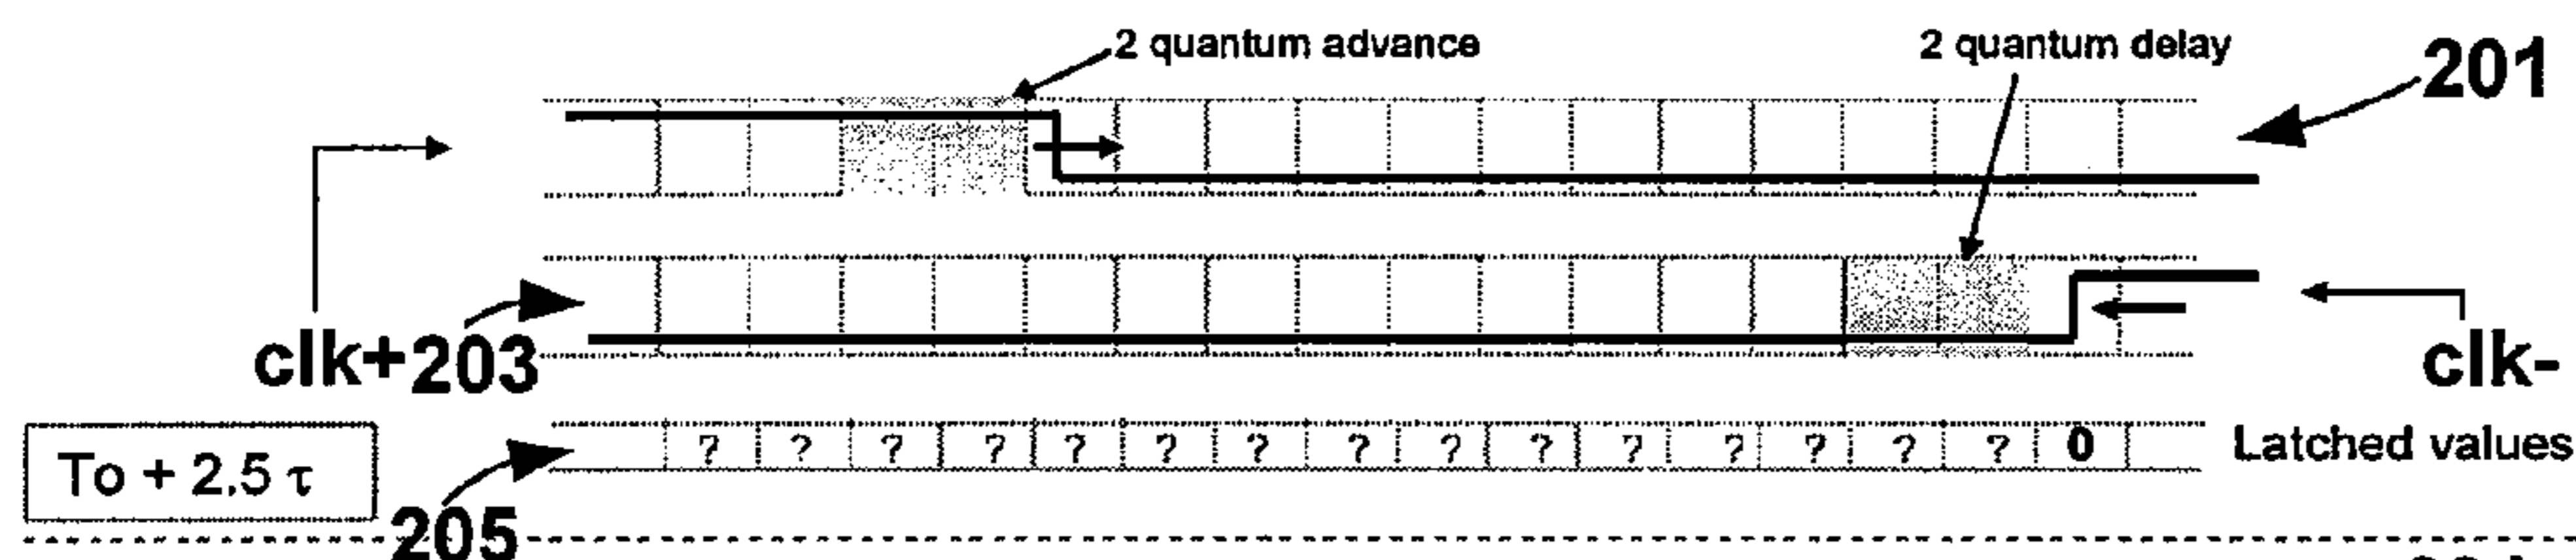 2 quantum advance
2 quantum delay
201
clk+
203
clk-
? ? ? ? ? ? ? ? ? ? ? ? ? ? ? 0
Latched values
To + 2.5 τ
205